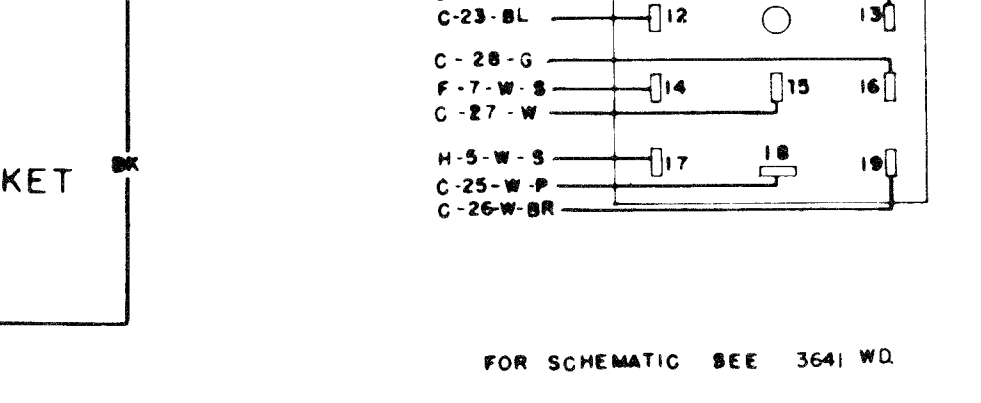 C-23-BL 12 13
C-28-G
F-7-W-S 14 15 16
C-27-W
H-5-W-S 17 18 19
C-25-W-P
C-26-W-BR
KET BK
FOR SCHEMATIC SEE 3641 WD.